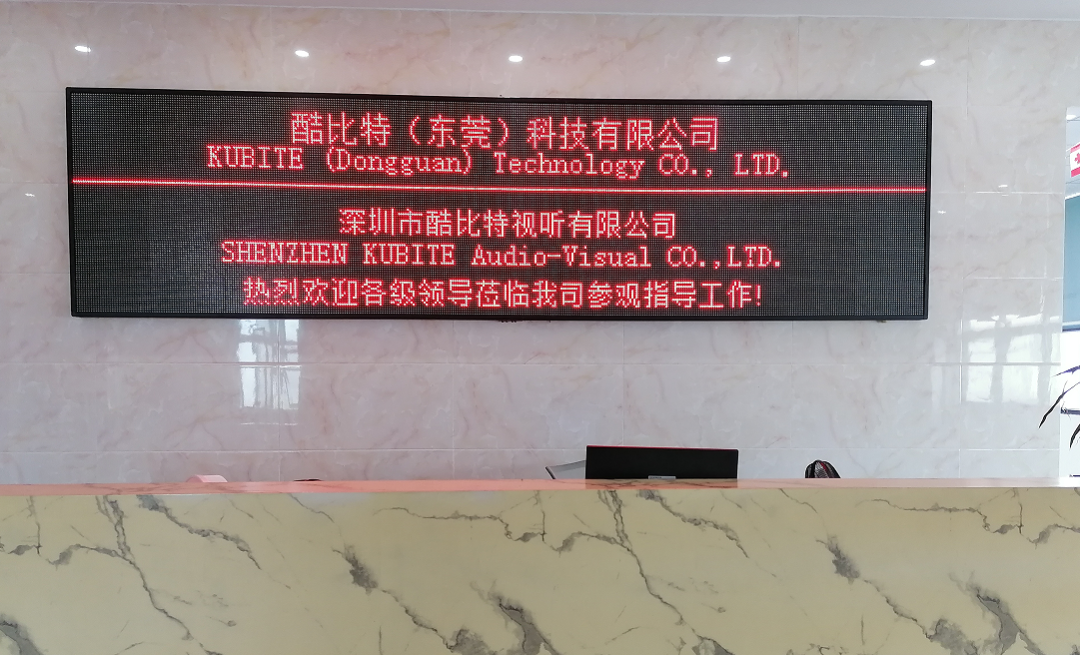 酷比特（东莞）科技有限公司
KUBITE (Dongguan) Technology CO., LTD.
深圳市酷比特视听有限公司
SHENZHEN KUBITE Audio-Visual CO.,LTD.
热烈欢迎各级领导莅临我司参观指导工作!